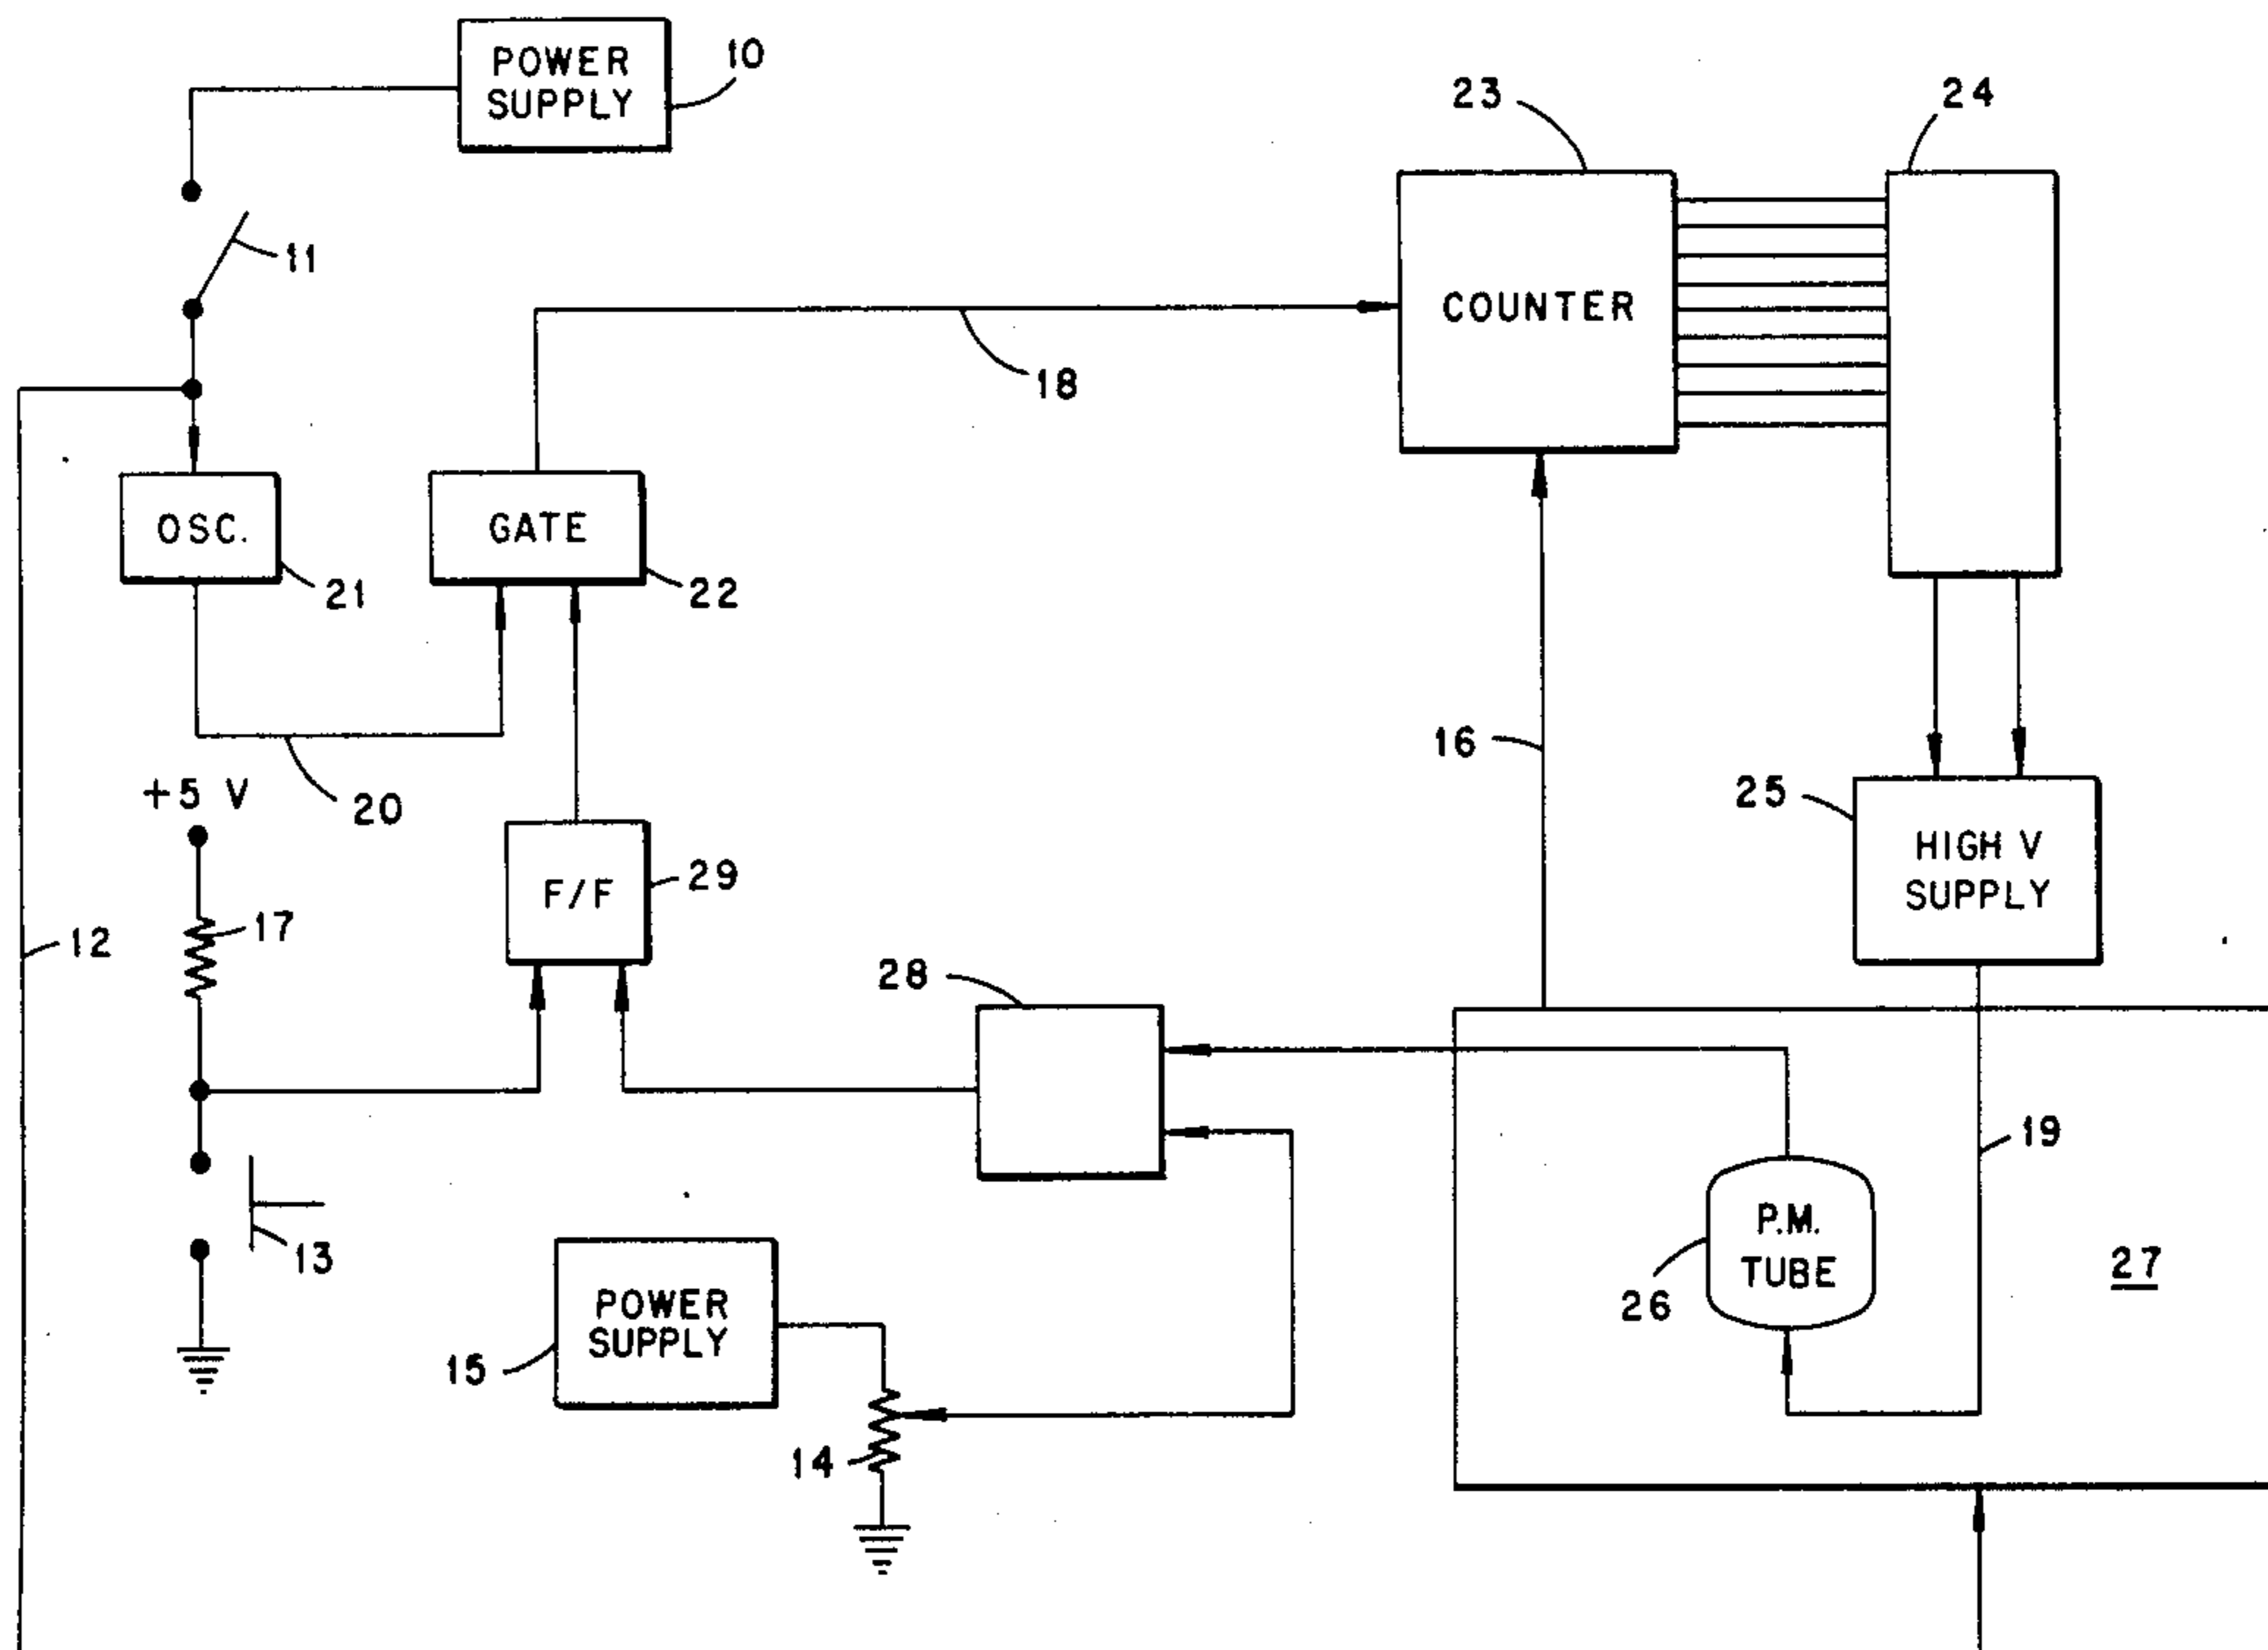 POWER
SUPPLY
10
23
24
11
COUNTER
18
OSC.
21
GATE
22
16
+5 V
20
25
HIGH V
SUPPLY
F/F
29
17
12
28
19
P.M.
TUBE
26
27
13
POWER
SUPPLY
15
14